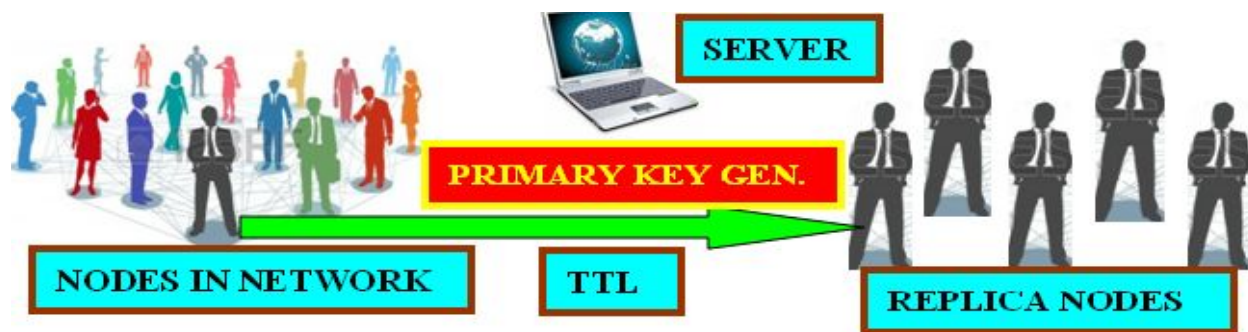 SERVER
PRIMARY KEY GEN.
NODES IN NETWORK
TTL
REPLICA NODES